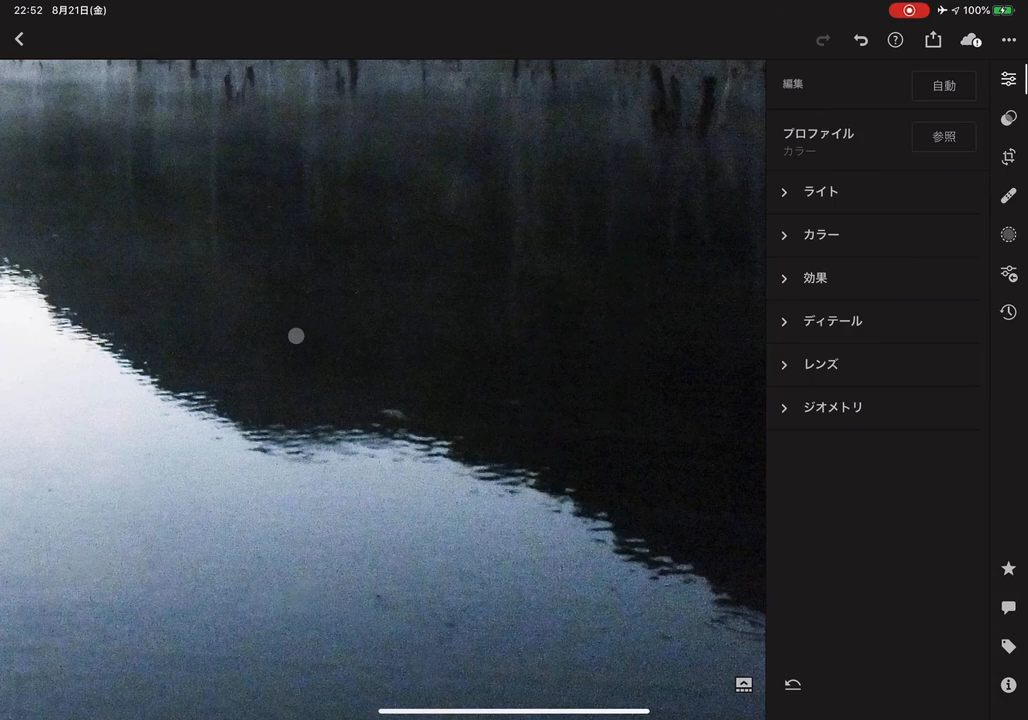 22:52 8月21日(金)
100%
編集
自動
プロファイル
カラー
参照
ライト
カラー
効果
ディテール
レンズ
ジオメトリ